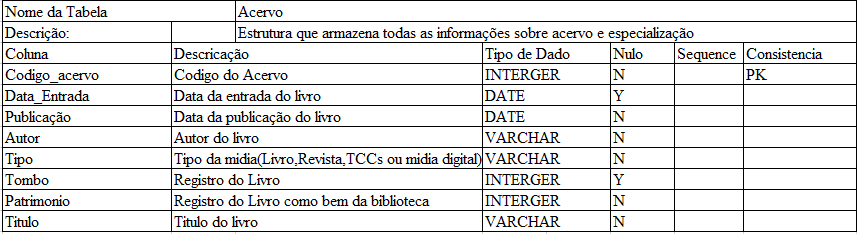 Nome da Tabela Acervo
Descrição: Estrutura que armazena todas as informações sobre acervo e especialização
Coluna Descricação Tipo de Dado Nulo Sequence Consistencia
Codigo_acervo Codigo do Acervo INTERGER N PK
Data_Entrada Data da entrada do livro DATE Y
Publicação Data da publicação do livro DATE N
Autor Autor do livro VARCHAR N
Tipo Tipo da midia(Livro,Revista,TCCs ou midia digital) VARCHAR N
Tombo Registro do Livro INTERGER Y
Patrimonio Registro do Livro como bem da biblioteca INTERGER N
Titulo Titulo do livro VARCHAR N